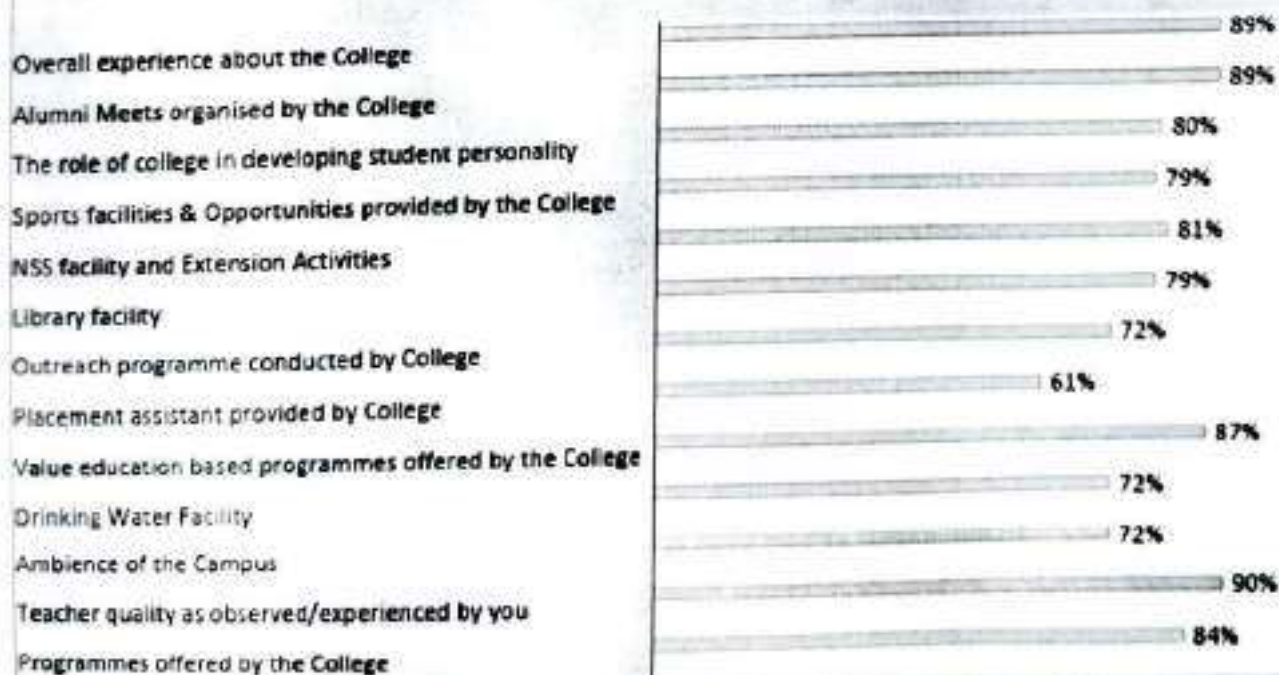 Overall experience about the College 89%
Alumni Meets organised by the College 89%
The role of college in developing student personality 80%
Sports facilities & Opportunities provided by the College 79%
NSS facility and Extension Activities 81%
Library facility 79%
Outreach programme conducted by College 72%
Placement assistant provided by College 61%
Value education based programmes offered by the College 87%
Drinking Water Facility 72%
Ambience of the Campus 72%
Teacher quality as observed/experienced by you 90%
Programmes offered by the College 84%